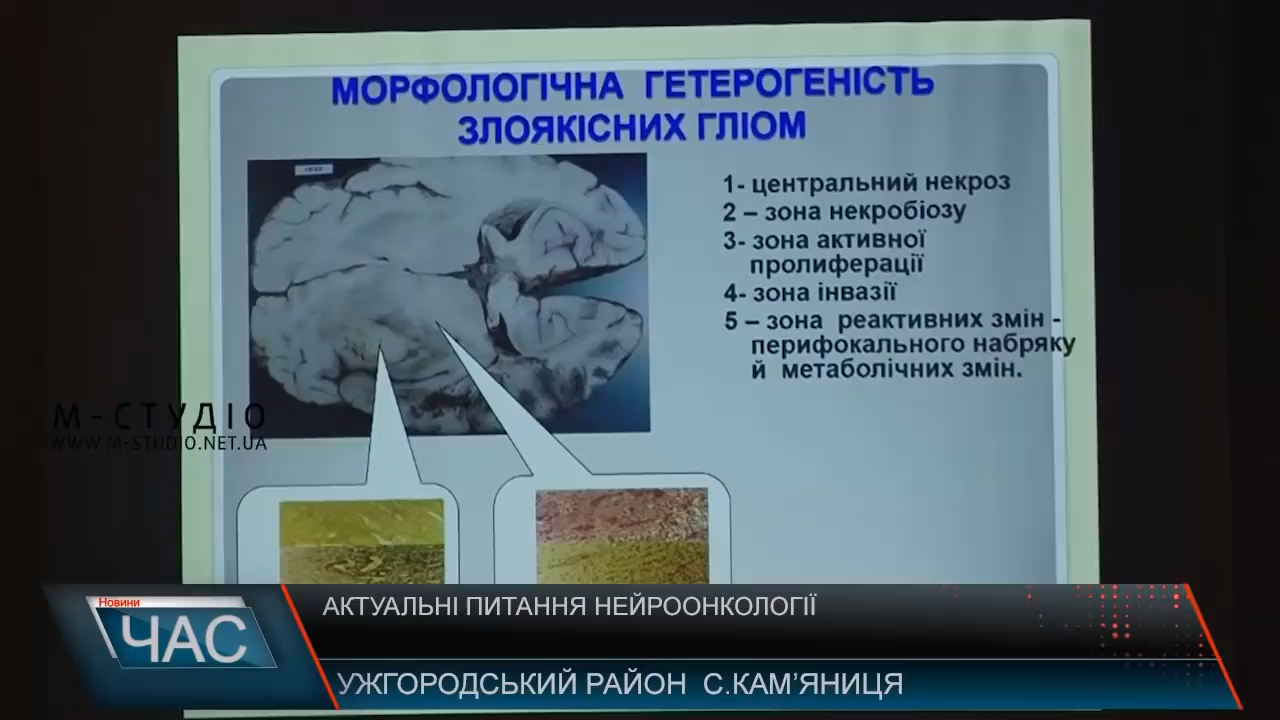 МОРФОЛОГІЧНА ГЕТЕРОГЕНІСТЬ
ЗЛОЯКІСНИХ ГЛІОМ
1- центральний некроз
2 – зона некробіозу
3- зона активної
пролиферації
4- зона інвазії
5 – зона реактивних змін -
перифокального набряку
й метаболічних змін.
М-СТУДІО
WWW.M-STUDIO.NET.UA
Новини
ЧАС
АКТУАЛЬНІ ПИТАННЯ НЕЙРООНКОЛОГІЇ
УЖГОРОДСЬКИЙ РАЙОН С.КАМ’ЯНИЦЯ